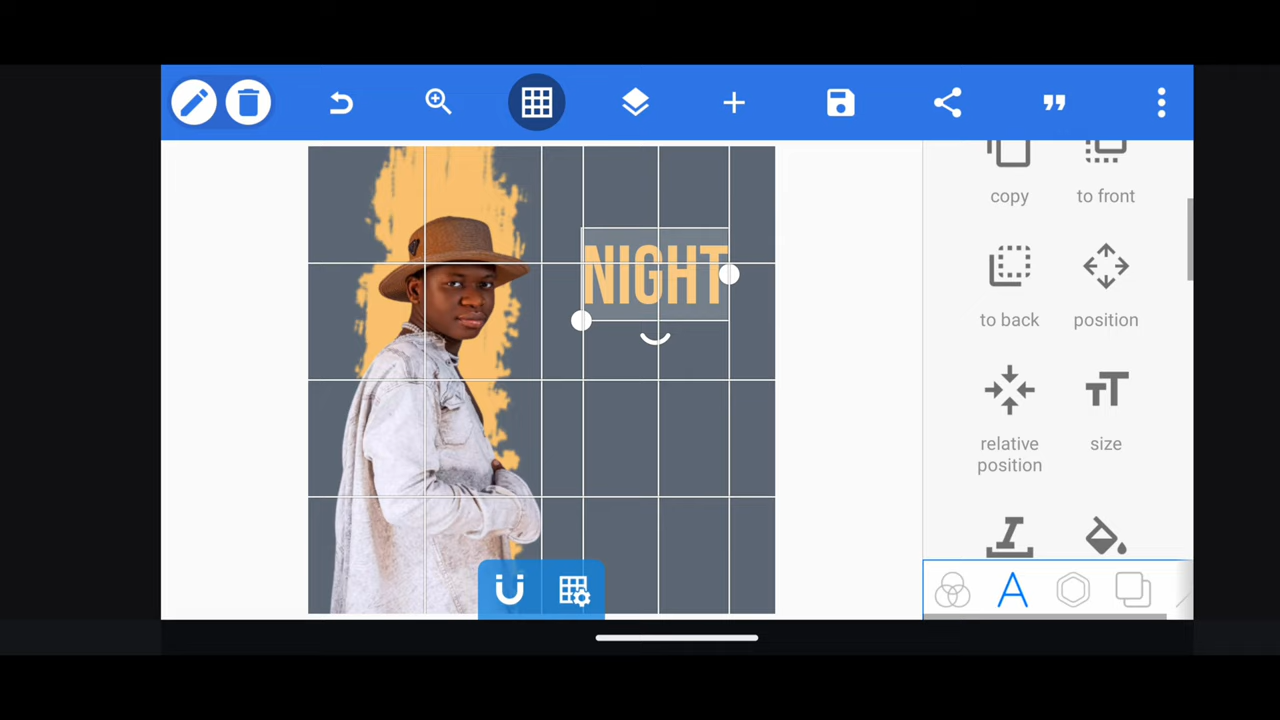 copy
to front
NIGHT
to back
position
relative
position
size